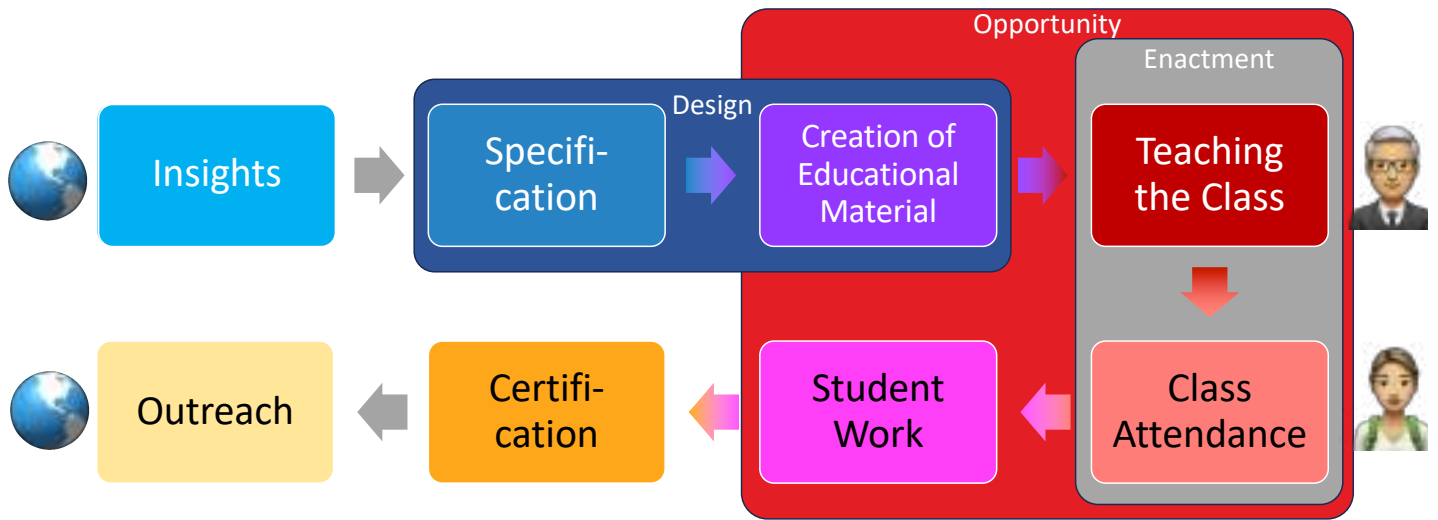 Opportunity
Enactment
Design
Insights
Specifi-
cation
Creation of
Educational
Material
Teaching
the Class
Outreach
Certifi-
cation
Student
Work
Class
Attendance